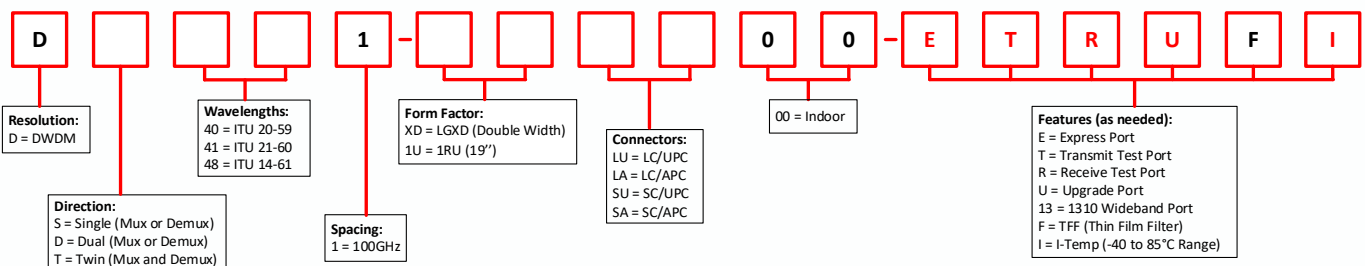 D 1 - 0 0 - E T R U F I
Resolution:
D = DWDM
Direction:
S = Single (Mux or Demux)
D = Dual (Mux or Demux)
T = Twin (Mux and Demux)
Wavelengths:
40 = ITU 20-59
41 = ITU 21-60
48 = ITU 14-61
Spacing:
1 = 100GHz
Form Factor:
XD = LGXD (Double Width)
1U = 1RU (19’’)
Connectors:
LU = LC/UPC
LA = LC/APC
SU = SC/UPC
SA = SC/APC
00 = Indoor
Features (as needed):
E = Express Port
T = Transmit Test Port
R = Receive Test Port
U = Upgrade Port
13 = 1310 Wideband Port
F = TFF (Thin Film Filter)
I = I-Temp (-40 to 85°C Range)